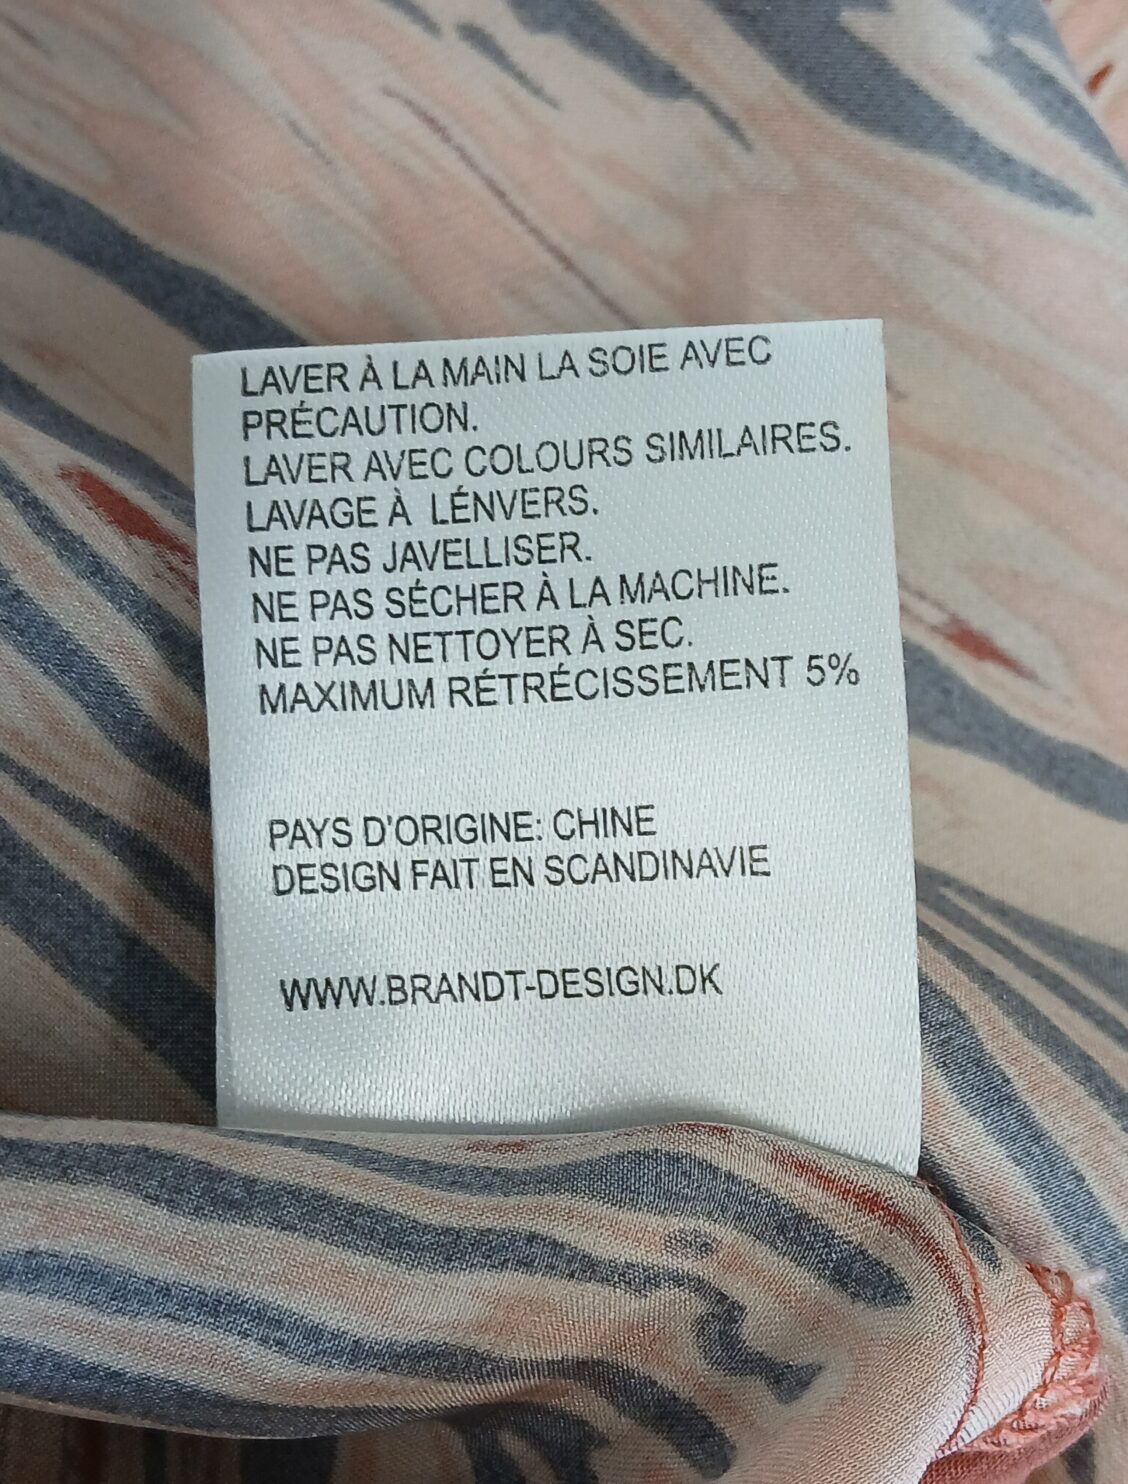 LAVER À LA MAIN LA SOIE AVEC
PRÉCAUTION.
LAVER AVEC COLOURS SIMILAIRES.
LAVAGE À LÉNVERS.
NE PAS JAVELLISER.
NE PAS SÉCHER À LA MACHINE.
NE PAS NETTOYER À SEC.
MAXIMUM RÉTRÉCISSEMENT 5%
PAYS D'ORIGINE: CHINE
DESIGN FAIT EN SCANDINAVIE
WWW.BRANDT-DESIGN.DK